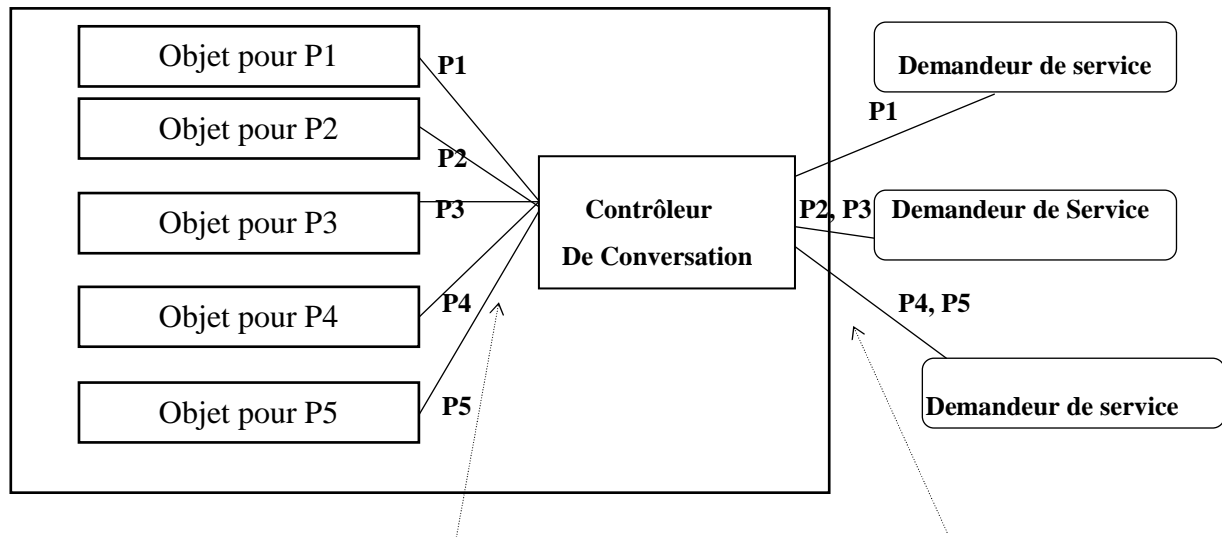 Objet pour P1
P1
Demandeur de service
P1
Objet pour P2
P2
Objet pour P3
P3
Contrôleur
De Conversation
P2, P3
Demandeur de Service
Objet pour P4
P4
P4, P5
Objet pour P5
P5
Demandeur de service